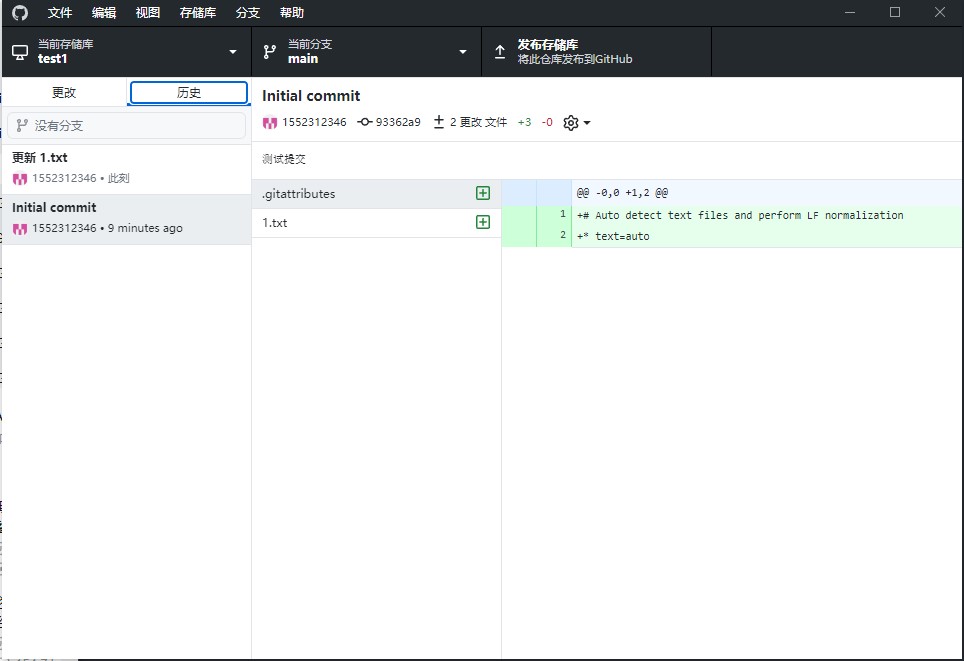 文件 编辑 视图 存储库 分支 帮助
当前存储库
test1
当前分支
main
发布存储库
将此仓库发布到GitHub
更改 历史
没有分支
更新 1.txt
1552312346 • 此刻
Initial commit
1552312346 • 9 minutes ago
Initial commit
1552312346 93362a9 2 更改 文件 +3 -0
测试提交
.gitattributes
1.txt
@@ -0,0 +1,2 @@
1 +# Auto detect text files and perform LF normalization
2 +* text=auto